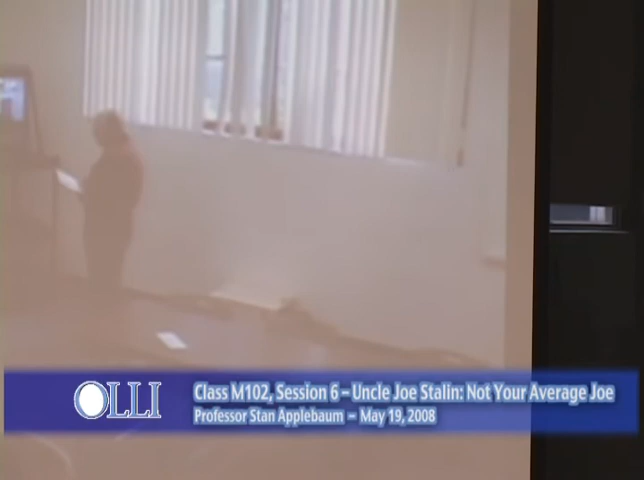 OLLI
Class M102, Session 6 – Uncle Joe Stalin: Not Your Average Joe
Professor Stan Applebaum – May 19, 2008